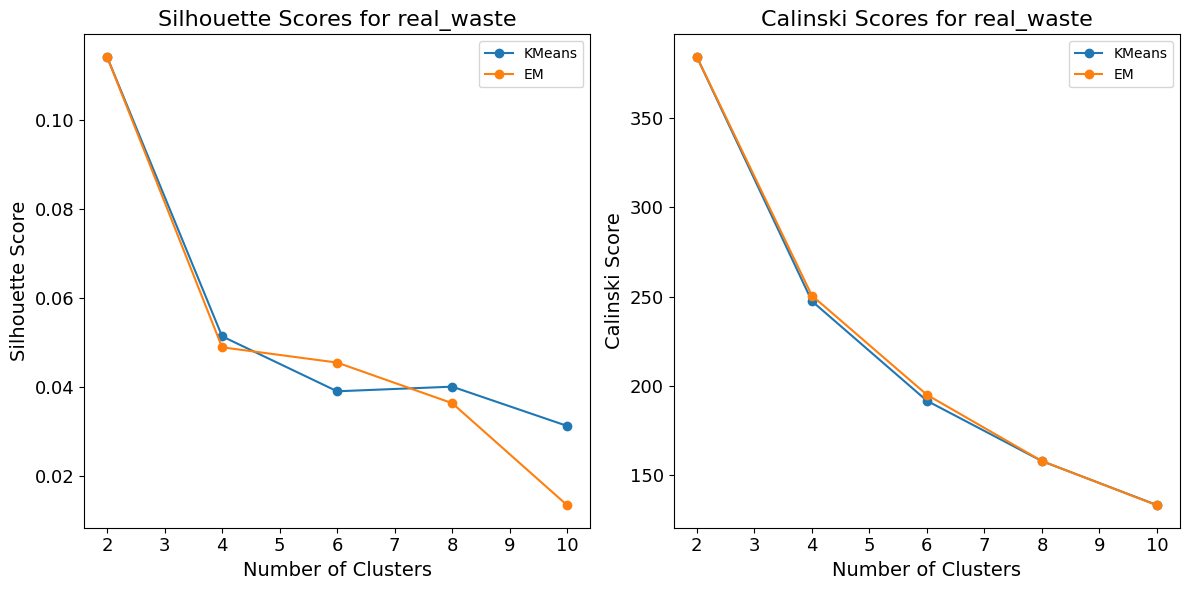 Silhouette Scores for real_waste
KMeans
EM
0.10
0.08
0.06
0.04
0.02
Silhouette Score
2 3 4 5 6 7 8 9 10
Number of Clusters
Calinski Scores for real_waste
KMeans
EM
350
300
250
200
150
Calinski Score
2 3 4 5 6 7 8 9 10
Number of Clusters